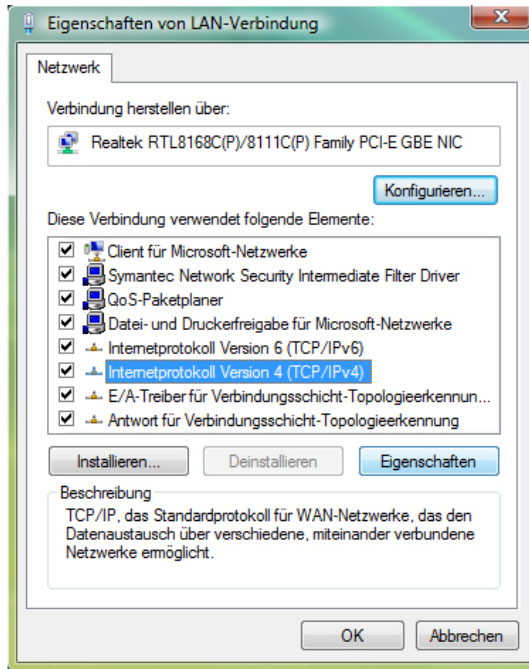 Eigenschaften von LAN-Verbindung
Netzwerk
Verbindung herstellen über:
Realtek RTL8168C(P)/8111C(P) Family PCI-E GBE NIC
Konfigurieren...
Diese Verbindung verwendet folgende Elemente:
Client für Microsoft-Netzwerke
Symantec Network Security Intermediate Filter Driver
QoS-Paketplaner
Datei- und Druckerfreigabe für Microsoft-Netzwerke
Internetprotokoll Version 6 (TCP/IPv6)
Internetprotokoll Version 4 (TCP/IPv4)
E/A-Treiber für Verbindungsschicht-Topologieerkennun...
Antwort für Verbindungsschicht-Topologieerkennung
Installieren... Deinstallieren Eigenschaften
Beschreibung
TCP/IP, das Standardprotokoll für WAN-Netzwerke, das den
Datenaustausch über verschiedene, miteinander verbundene
Netzwerke ermöglicht.
OK Abbrechen